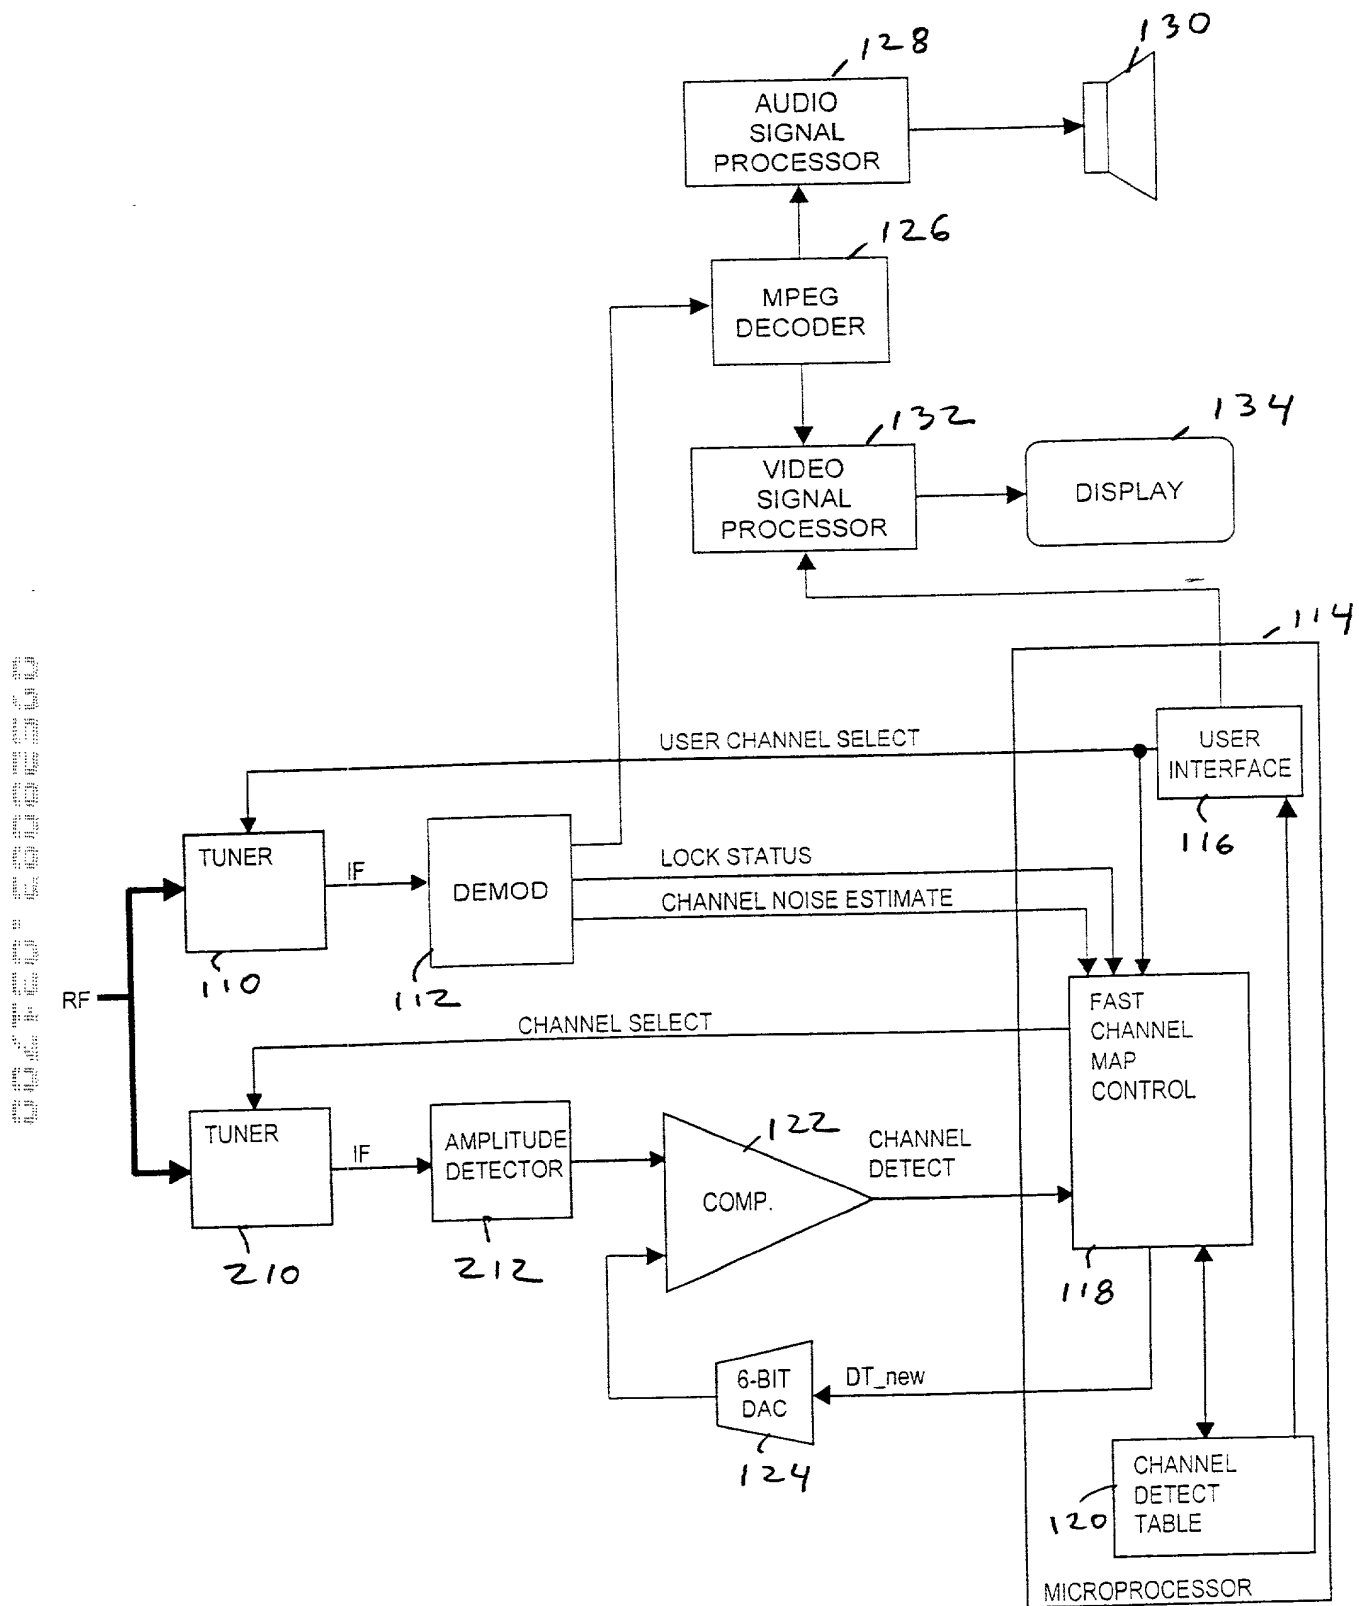 130
128
AUDIO
SIGNAL
PROCESSOR
126
MPEG
DECODER
132
134
VIDEO
SIGNAL
PROCESSOR
DISPLAY
114
USER CHANNEL SELECT
USER
INTERFACE
116
TUNER
IF
DEMOD
LOCK STATUS
CHANNEL NOISE ESTIMATE
110
112
RF
CHANNEL SELECT
FAST
CHANNEL
MAP
CONTROL
TUNER
IF
AMPLITUDE
DETECTOR
122
COMP.
CHANNEL
DETECT
210
212
118
6-BIT
DAC
DT_new
124
CHANNEL
DETECT
TABLE
120
MICROPROCESSOR